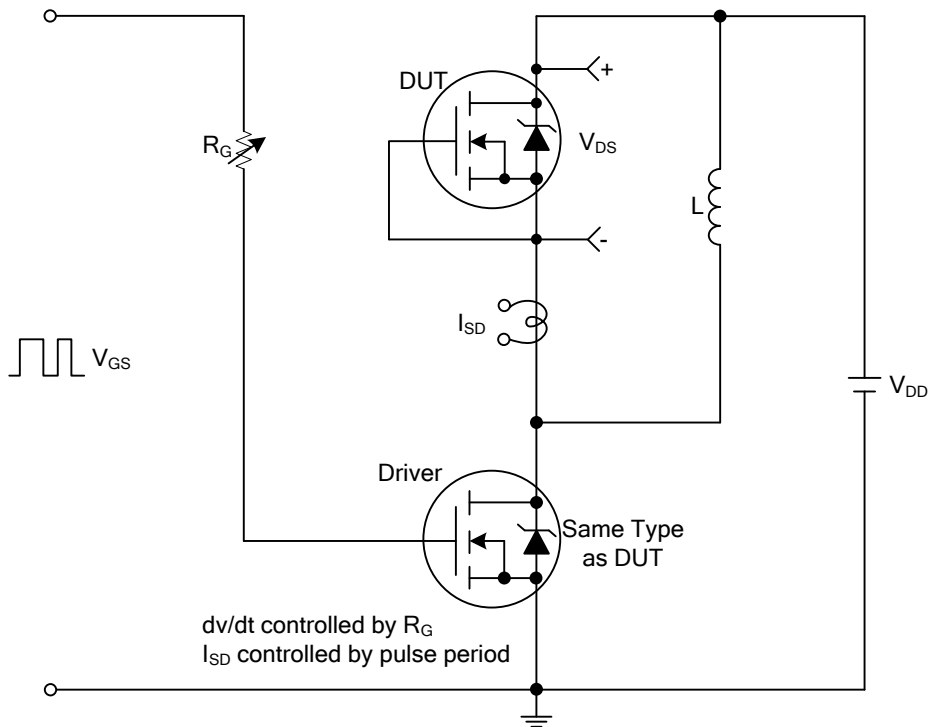 DUT
+
R_G
V_DS
L
-
I_SD
V_GS
V_DD
Driver
Same Type
as DUT
dv/dt controlled by R_G
I_SD controlled by pulse period